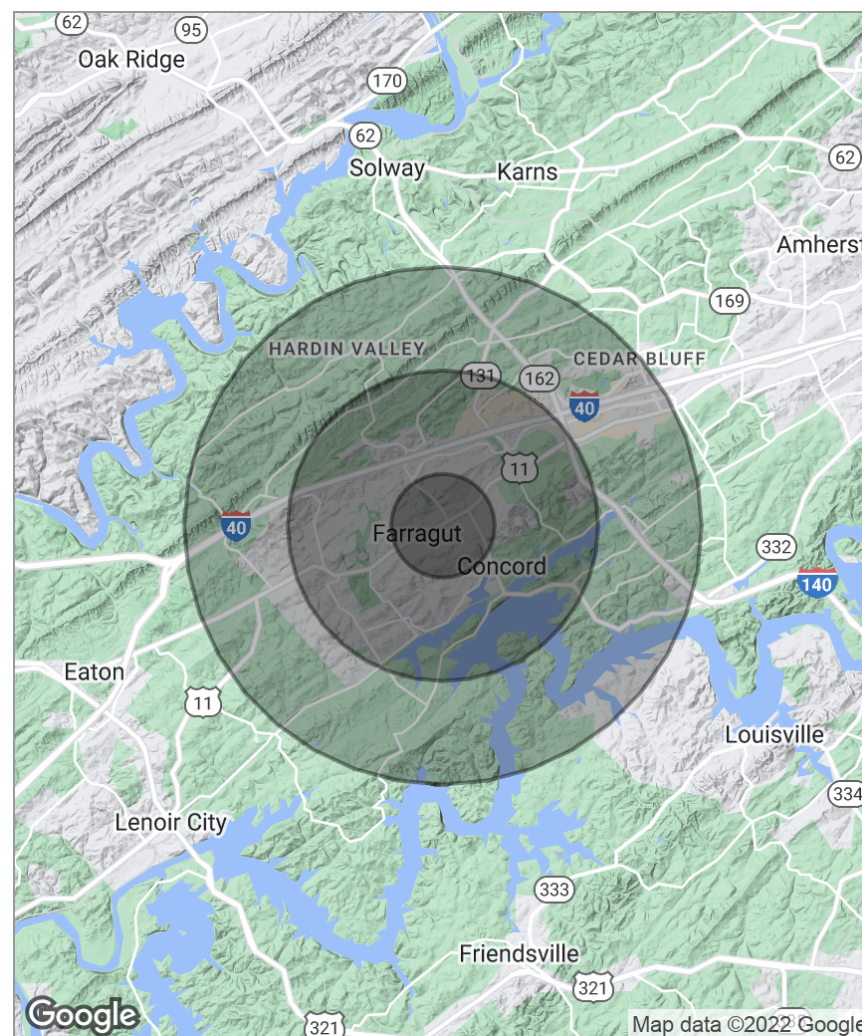 62
95
Oak Ridge
170
62
Solway
Karns
62
Amherst
169
HARDIN VALLEY
CEDAR BLUFF
131
162
40
11
40
Farragut
Concord
332
140
Eaton
11
Louisville
334
Lenoir City
333
Friendsville
321
321
Google
Map data ©2022 Google